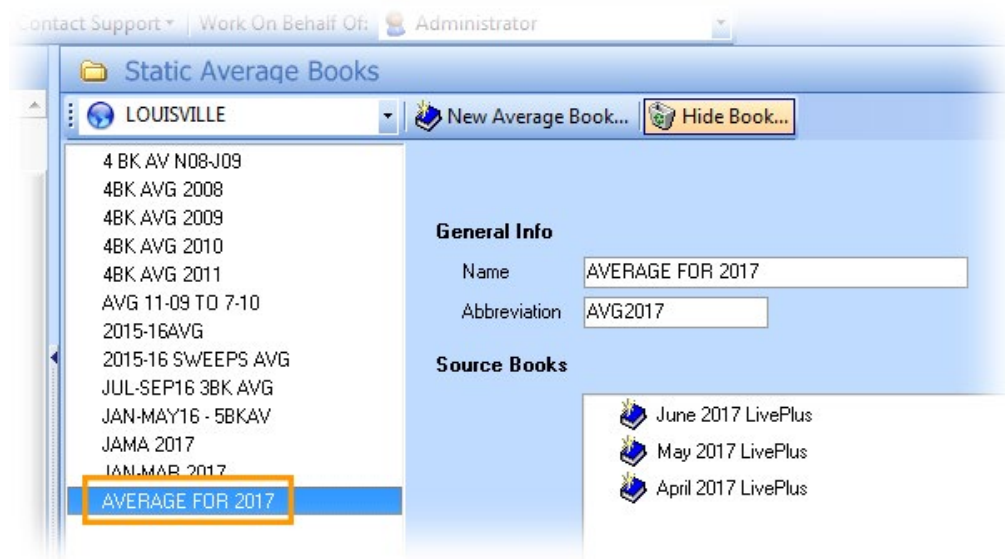 Contact Support Work On Behalf Of: Administrator
Static Average Books
LOUISVILLE New Average Book... Hide Book...
4 BK AV N08-J09
4BK AVG 2008
4BK AVG 2009
4BK AVG 2010
4BK AVG 2011
AVG 11-09 TO 7-10
2015-16AVG
2015-16 SWEEPS AVG
JUL-SEP16 3BK AVG
JAN-MAY16 - 5BKAV
JAMA 2017
JAN-MAR 2017
AVERAGE FOR 2017
General Info
Name AVERAGE FOR 2017
Abbreviation AVG2017
Source Books
June 2017 LivePlus
May 2017 LivePlus
April 2017 LivePlus